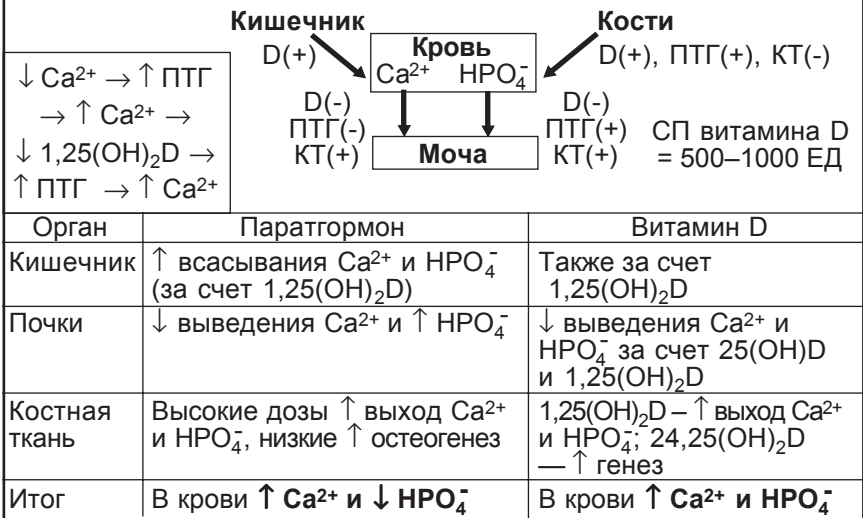 Кишечник
Кости
D(+)
Кровь
Ca²⁺ HPO₄⁻
D(+), ПТГ(+), КТ(-)
↓ Ca²⁺ → ↑ ПТГ
→ ↑ Ca²⁺ →
↓ 1,25(OH)₂D →
↑ ПТГ → ↑ Ca²⁺
D(-)
ПТГ(-)
КТ(+)
Моча
D(-)
ПТГ(+)
КТ(+)
СП витамина D
= 500–1000 ЕД
Орган Паратгормон Витамин D
Кишечник
↑ всасывания Ca²⁺ и HPO₄⁻
(за счет 1,25(OH)₂D)
Также за счет
1,25(OH)₂D
Почки
↓ выведения Ca²⁺ и ↑ HPO₄⁻
↓ выведения Ca²⁺ и
HPO₄⁻ за счет 25(OH)D
и 1,25(OH)₂D
Костная
ткань
Высокие дозы ↑ выход Ca²⁺
и HPO₄⁻, низкие ↑ остеогенез
1,25(OH)₂D – ↑ выход Ca²⁺
и HPO₄⁻; 24,25(OH)₂D
— ↑ генез
Итог
В крови ↑ Ca²⁺ и ↓ HPO₄⁻
В крови ↑ Ca²⁺ и HPO₄⁻